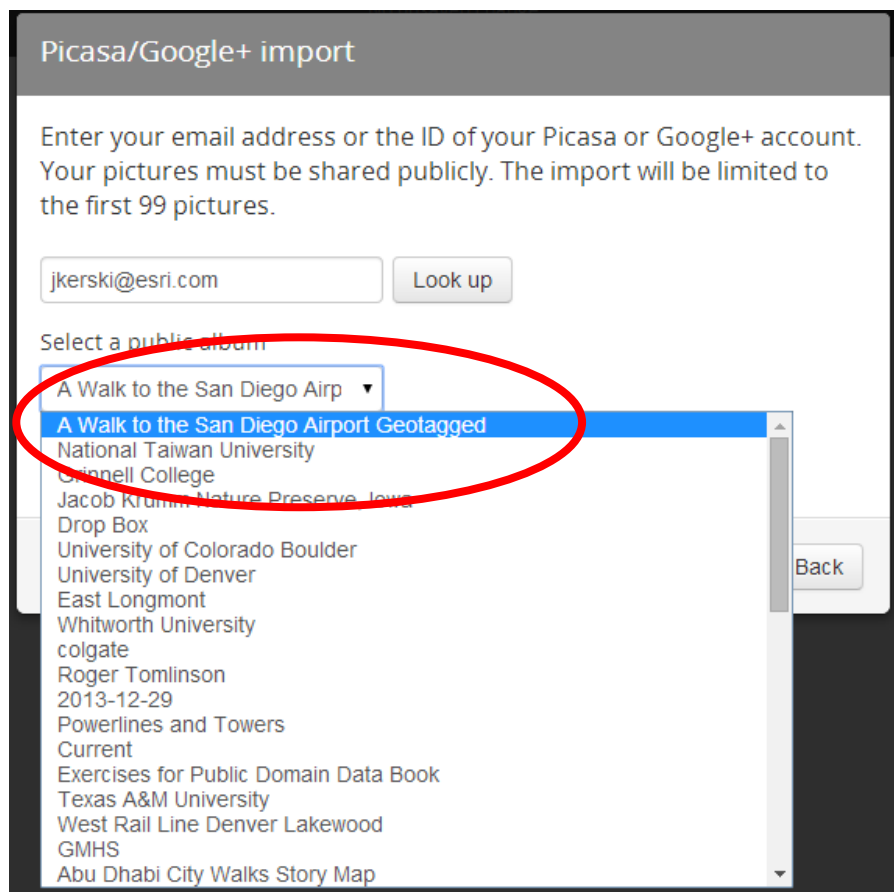 Picasa/Google+ import
Enter your email address or the ID of your Picasa or Google+ account.
Your pictures must be shared publicly. The import will be limited to
the first 99 pictures.
jkerski@esri.com
Look up
Select a public album
A Walk to the San Diego Airp
A Walk to the San Diego Airport Geotagged
National Taiwan University
Grinnell College
Jacob Krumm Nature Preserve, Iowa
Drop Box
University of Colorado Boulder
University of Denver
Back
East Longmont
Whitworth University
colgate
Roger Tomlinson
2013-12-29
Powerlines and Towers
Current
Exercises for Public Domain Data Book
Texas A&M University
West Rail Line Denver Lakewood
GMHS
Abu Dhabi City Walks Story Map